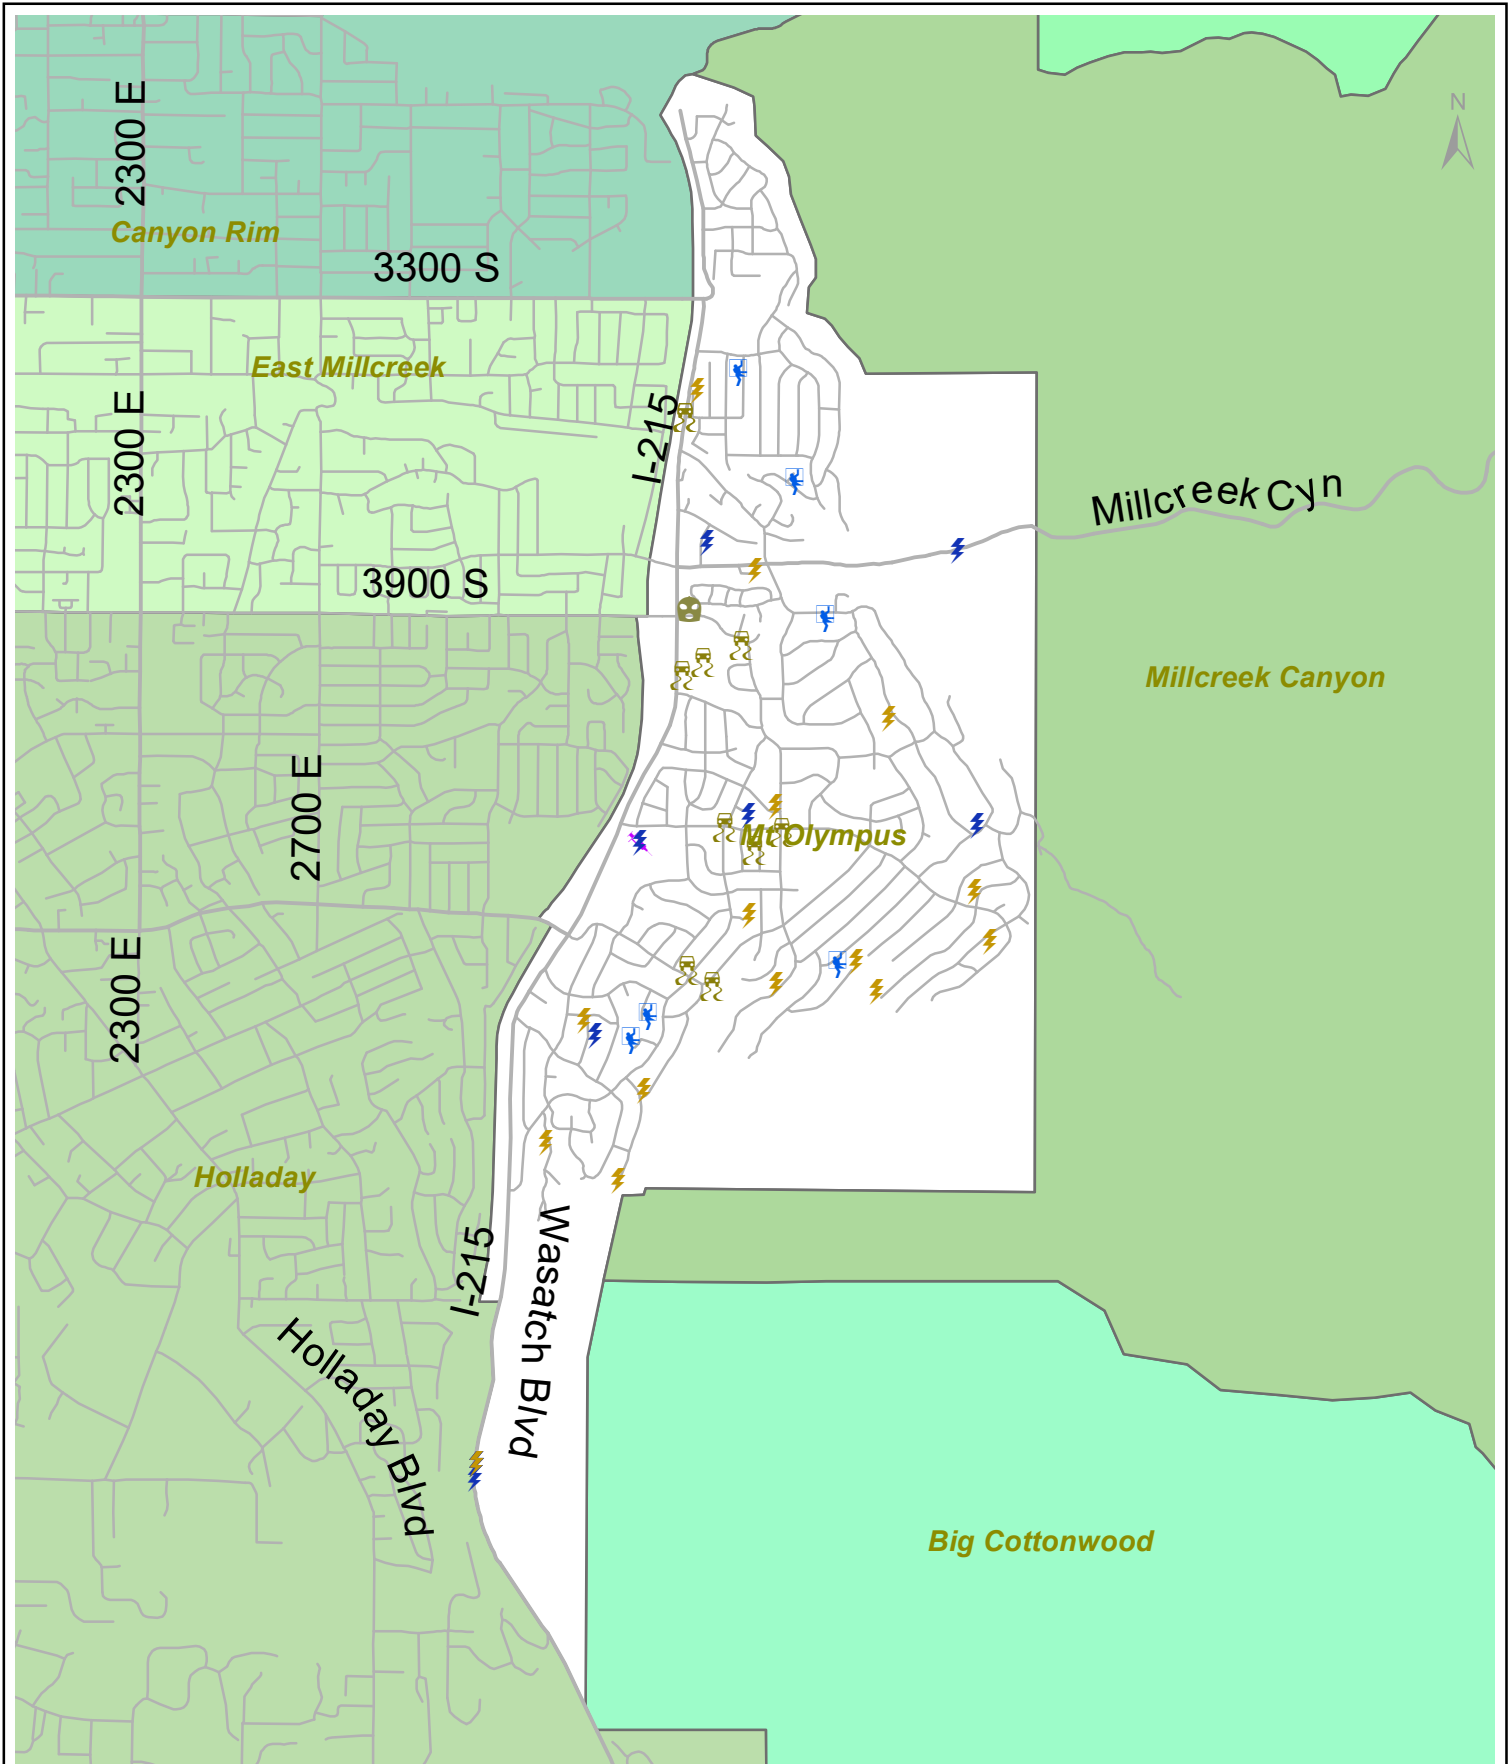 N
2300 E
Canyon Rim
3300 S
East Millcreek
2300 E
I-215
Millcreek Cyn
3900 S
Millcreek Canyon
2700 E
Mt Olympus
2300 E
Holladay
I-215
Wasatch Blvd
Holladay Blvd
Big Cottonwood